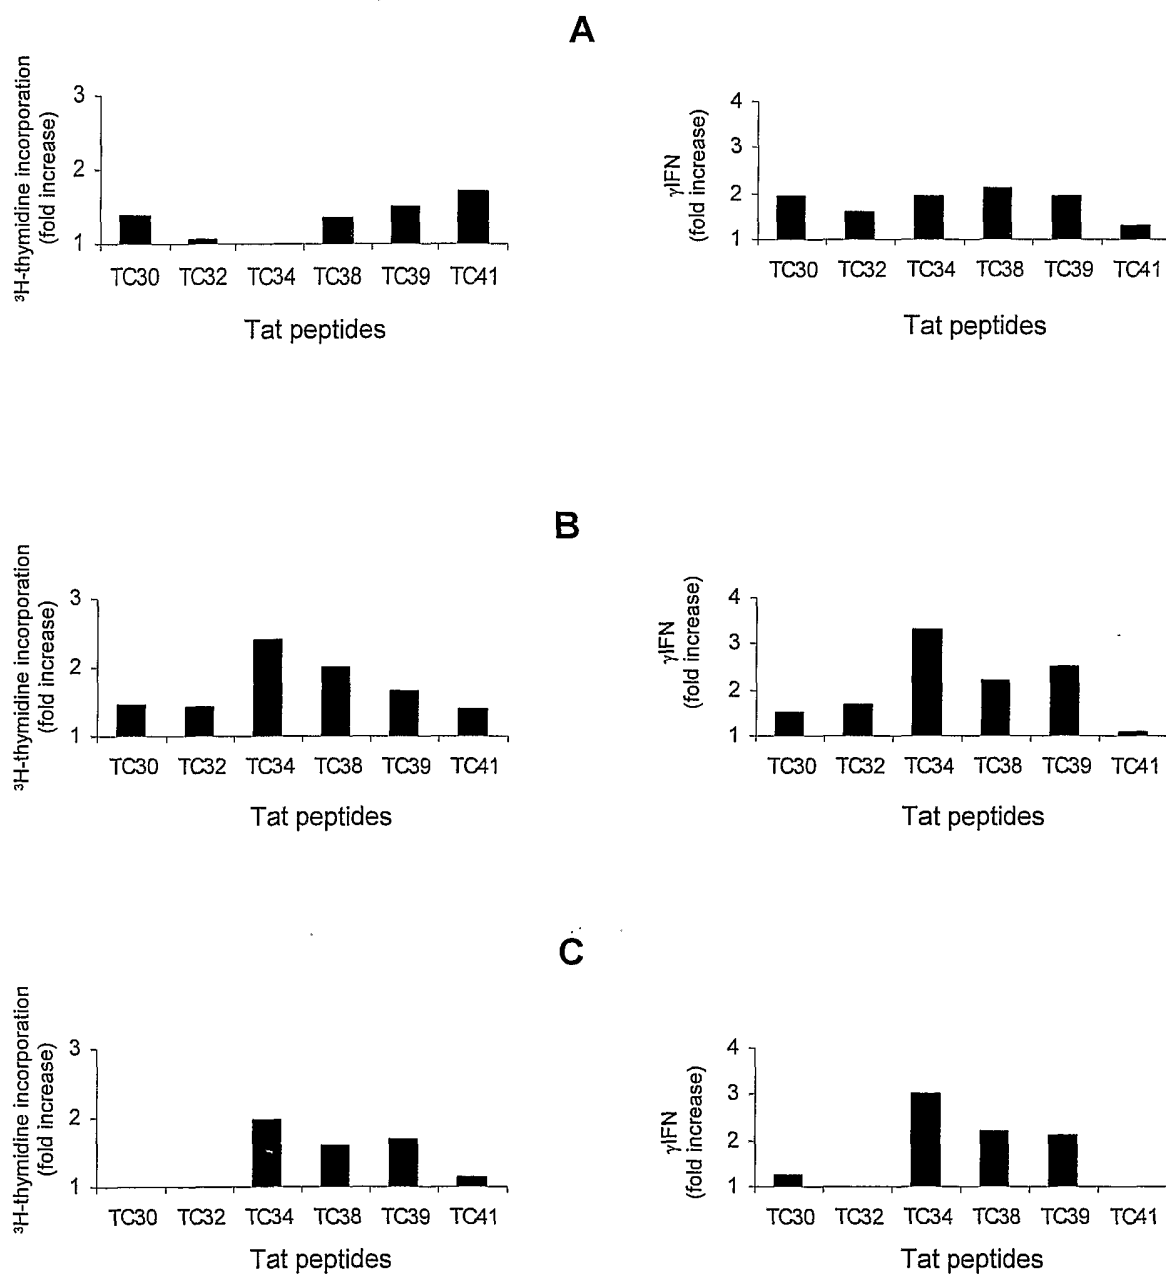 A
³H-thymidine incorporation
(fold increase)
3
2
1
TC30 TC32 TC34 TC38 TC39 TC41
Tat peptides
γIFN
(fold increase)
4
3
2
1
TC30 TC32 TC34 TC38 TC39 TC41
Tat peptides
B
³H-thymidine incorporation
(fold increase)
3
2
1
TC30 TC32 TC34 TC38 TC39 TC41
Tat peptides
γIFN
(fold increase)
4
3
2
1
TC30 TC32 TC34 TC38 TC39 TC41
Tat peptides
C
³H-thymidine incorporation
(fold increase)
3
2
1
TC30 TC32 TC34 TC38 TC39 TC41
Tat peptides
γIFN
(fold increase)
4
3
2
1
TC30 TC32 TC34 TC38 TC39 TC41
Tat peptides